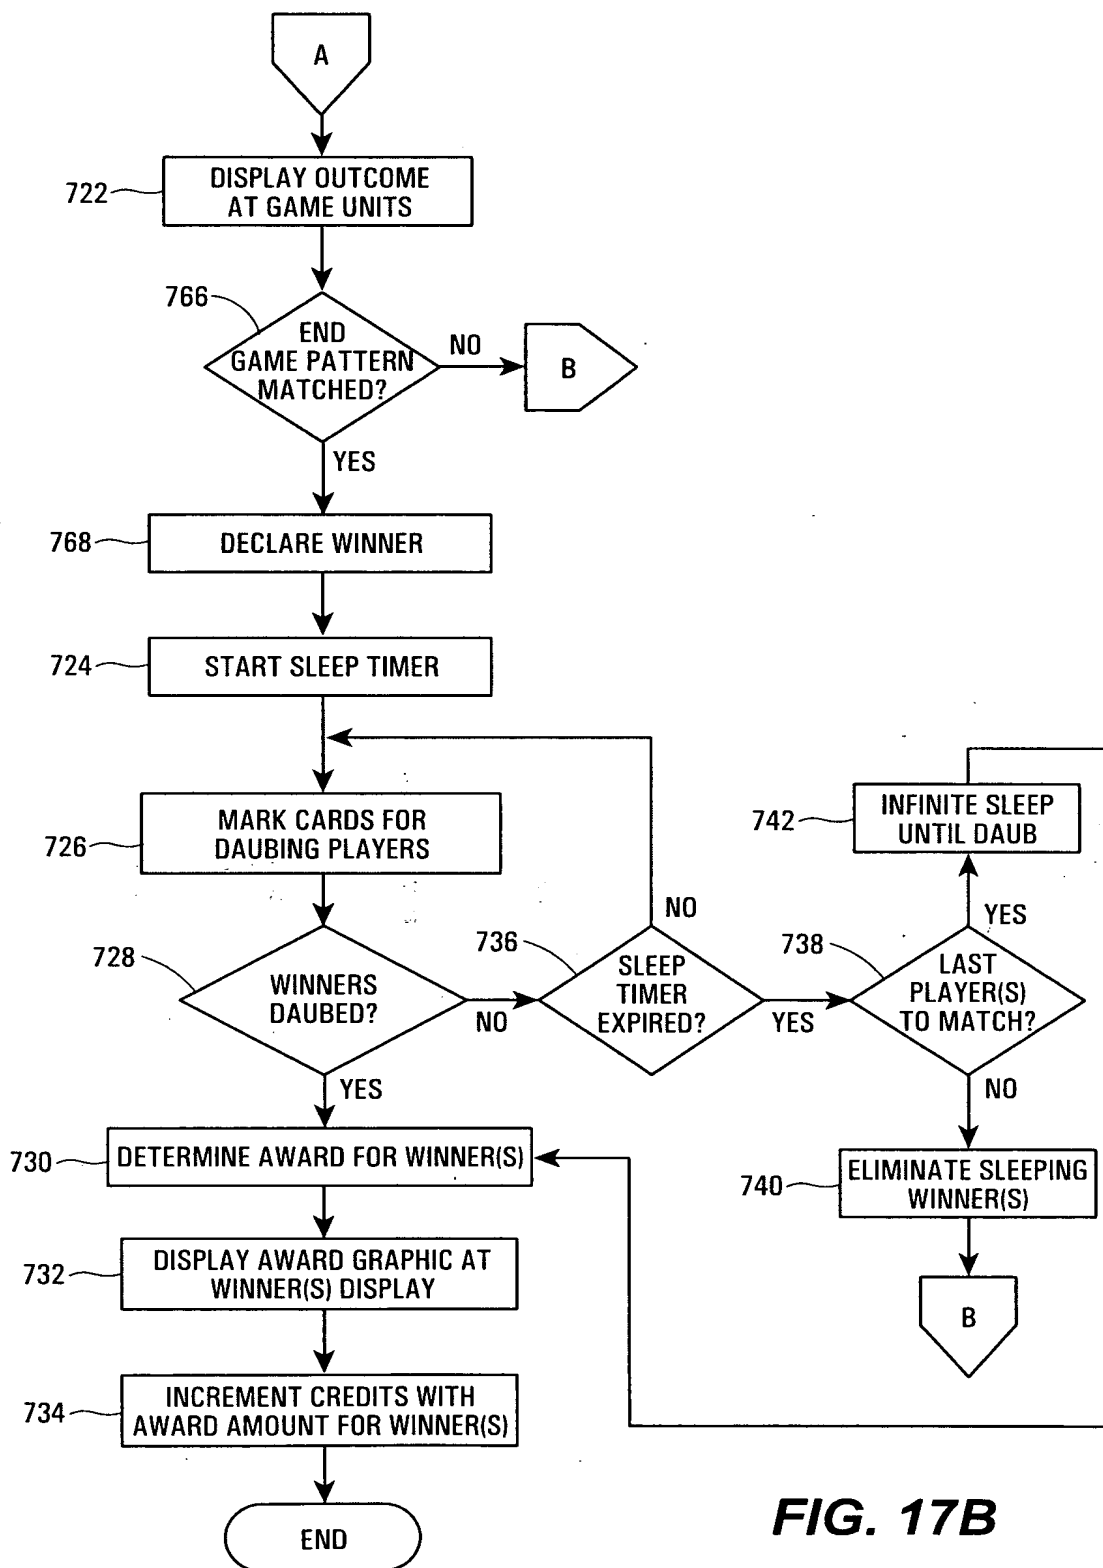 A
722
DISPLAY OUTCOME
AT GAME UNITS
766
END
GAME PATTERN
MATCHED?
NO
B
YES
768
DECLARE WINNER
724
START SLEEP TIMER
726
MARK CARDS FOR
DAUBING PLAYERS
742
INFINITE SLEEP
UNTIL DAUB
728
WINNERS
DAUBED?
NO
YES
736
SLEEP
TIMER
EXPIRED?
NO
YES
738
LAST
PLAYER(S)
TO MATCH?
YES
NO
730
DETERMINE AWARD FOR WINNER(S)
740
ELIMINATE SLEEPING
WINNER(S)
B
732
DISPLAY AWARD GRAPHIC AT
WINNER(S) DISPLAY
734
INCREMENT CREDITS WITH
AWARD AMOUNT FOR WINNER(S)
END
FIG. 17B